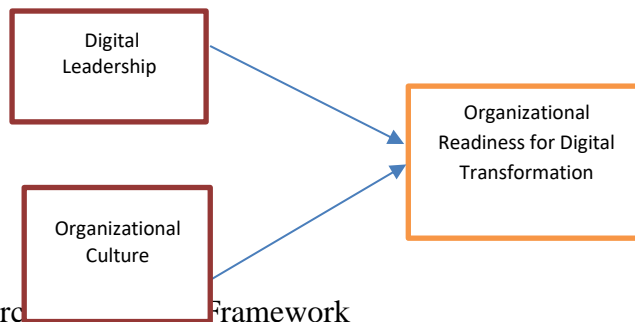 Digital
Leadership
Organizational
Readiness for Digital
Transformation
Organizational
Culture
Framework